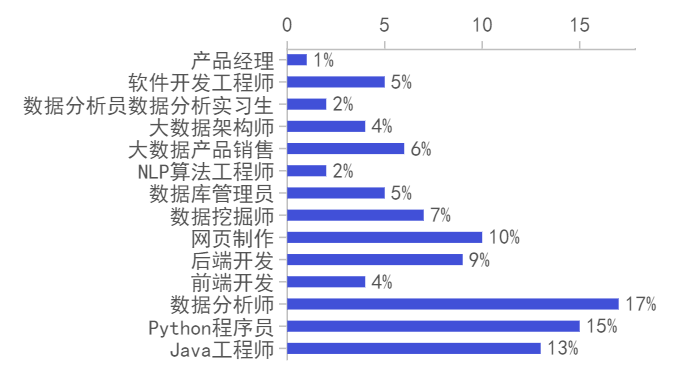 0 5 10 15
产品经理 1%
软件开发工程师 5%
数据分析员数据分析实习生 2%
大数据架构师 4%
大数据产品销售 6%
NLP算法工程师 2%
数据库管理员 5%
数据挖掘师 7%
网页制作 10%
后端开发 9%
前端开发 4%
数据分析师 17%
Python程序员 15%
Java工程师 13%